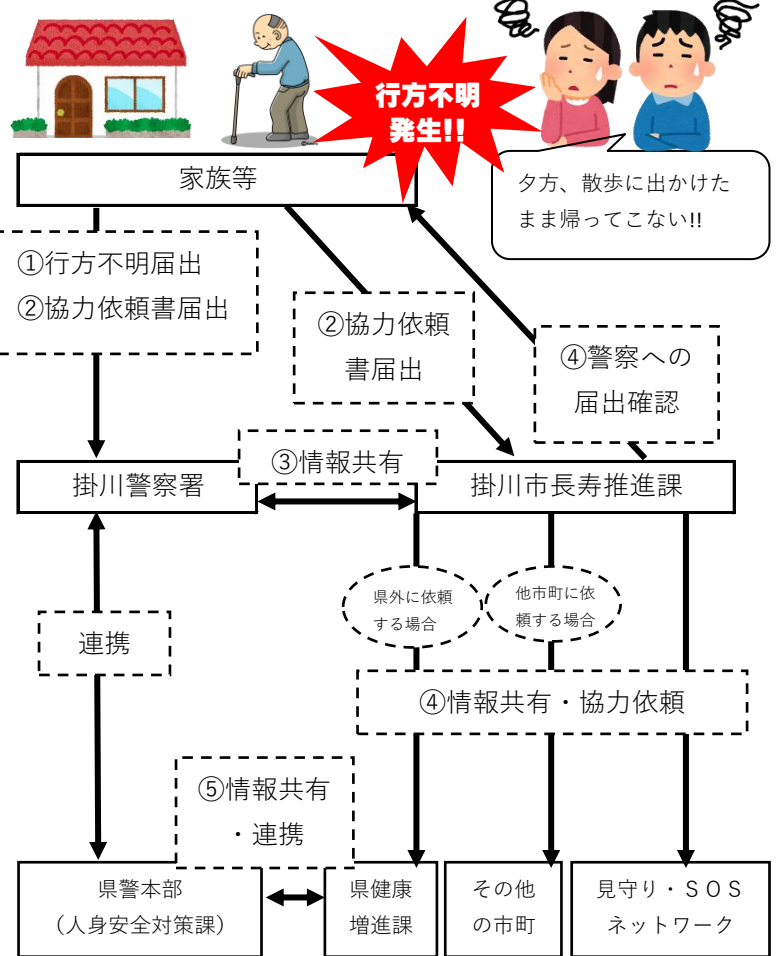 行方不明
発生!!
家族等
夕方、散歩に出かけた
まま帰ってこない!!
①行方不明届出
②協力依頼書届出
②協力依頼
書届出
④警察への
届出確認
③情報共有
掛川警察署
掛川市長寿推進課
県外に依頼
する場合
他市町に依
頼する場合
連携
④情報共有・協力依頼
⑤情報共有
・連携
県警本部
（人身安全対策課）
県健康
増進課
その他
の市町
見守り・ＳＯＳ
ネットワーク